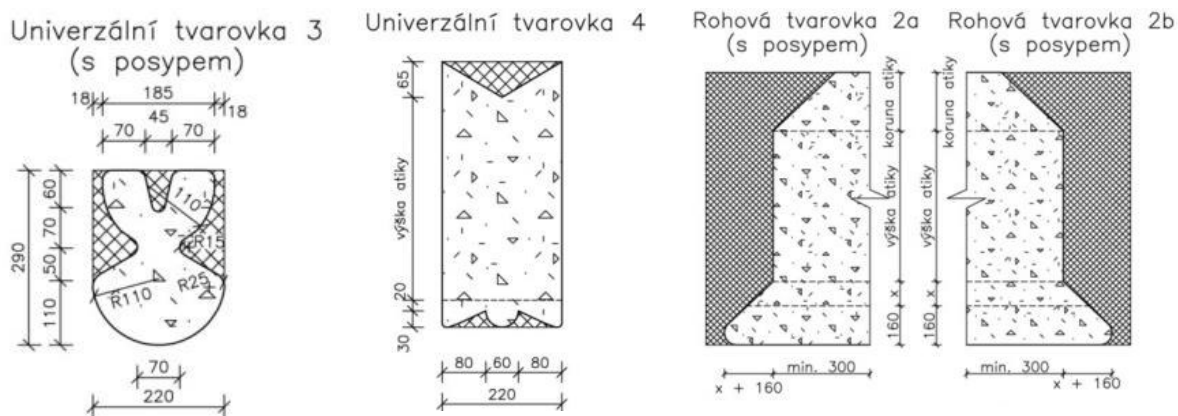 Univerzální tvarovka 3
(s posypem)
18
185
18
45
70
70
290
60
70
50
110
110
R15
R25
R110
70
220
Univerzální tvarovka 4
65
výška atiky
20
30
80
60
80
220
Rohová tvarovka 2a
(s posypem)
koruna atiky
výška atiky
x
160
min. 300
x + 160
Rohová tvarovka 2b
(s posypem)
koruna atiky
výška atiky
x
160
min. 300
x + 160